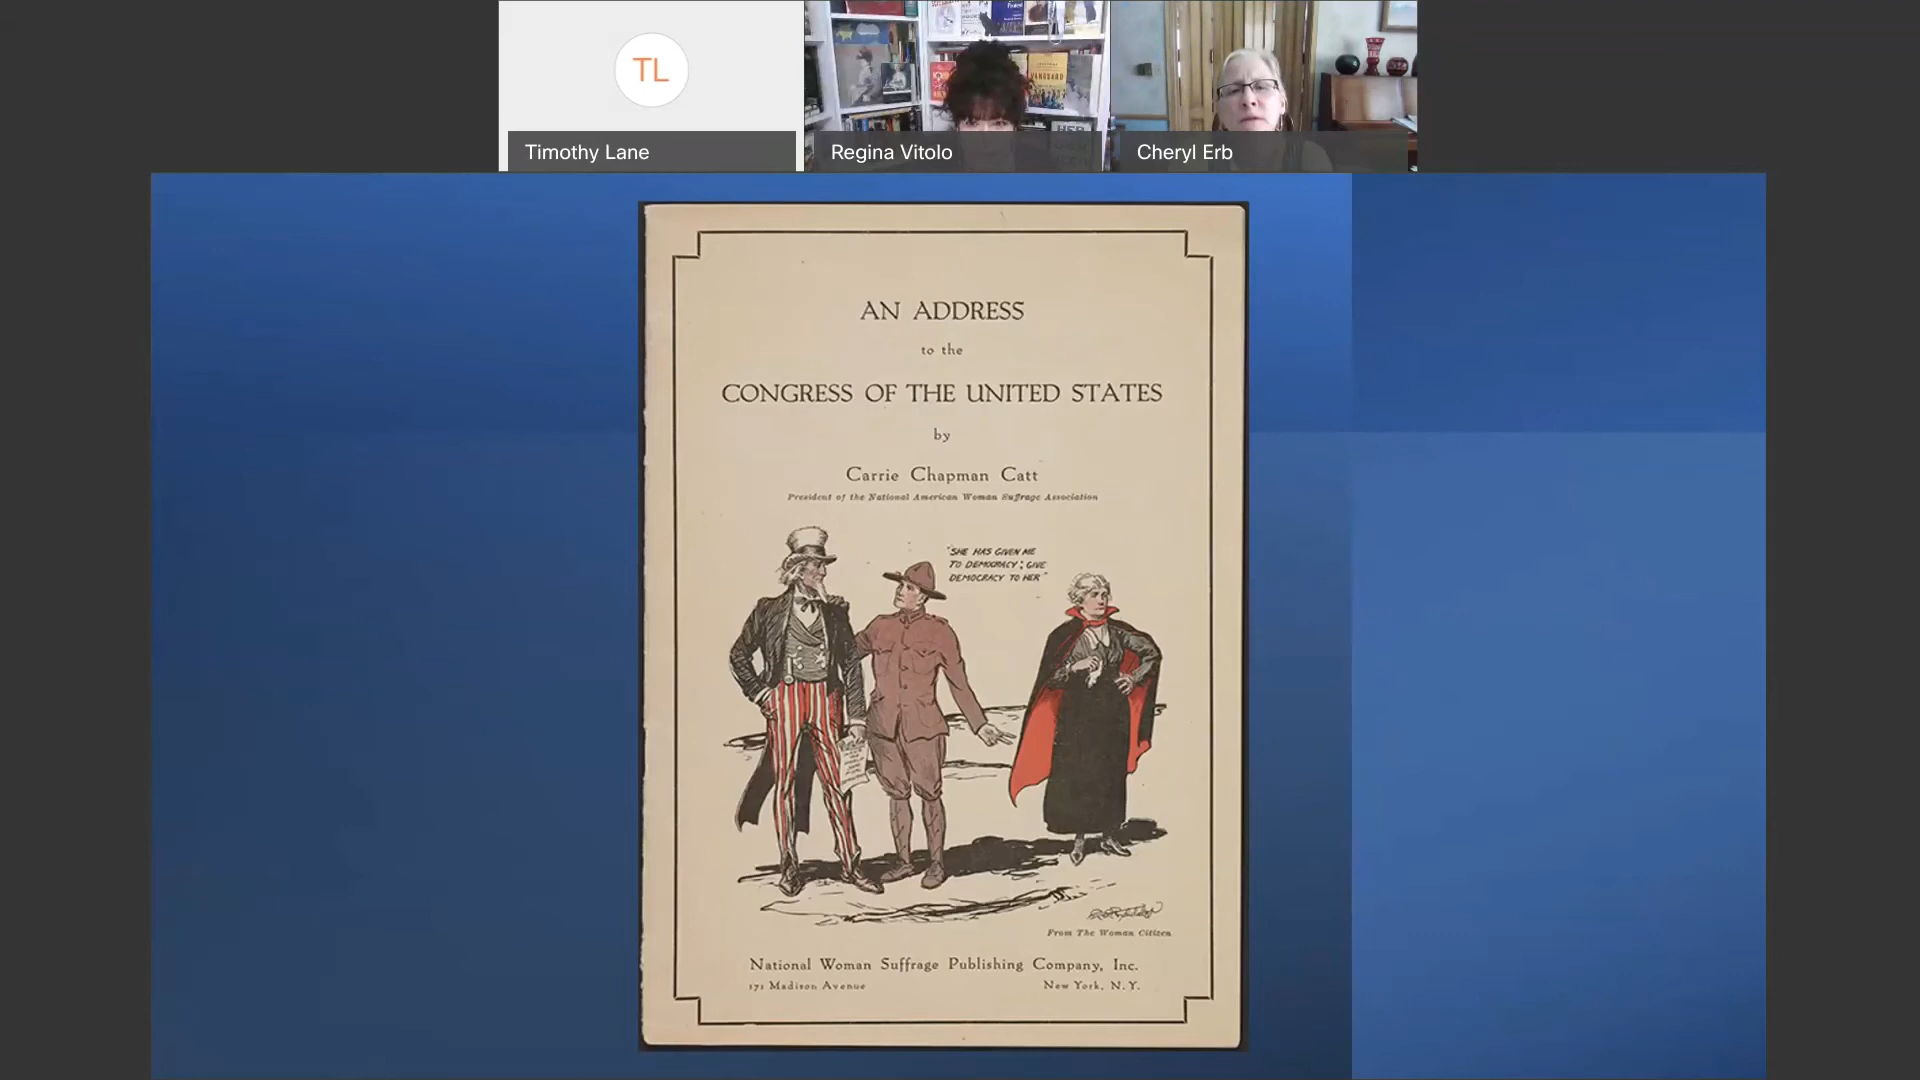 TL
Timothy Lane
Regina Vitolo
Cheryl Erb
VANGUARD
AN ADDRESS
to the
CONGRESS OF THE UNITED STATES
by
Carrie Chapman Catt
President of the National American Woman Suffrage Association
"SHE HAS GIVEN ME
TO DEMOCRACY; GIVE
DEMOCRACY TO HER"
From The Woman Citizen
National Woman Suffrage Publishing Company, Inc.
171 Madison Avenue
New York, N. Y.